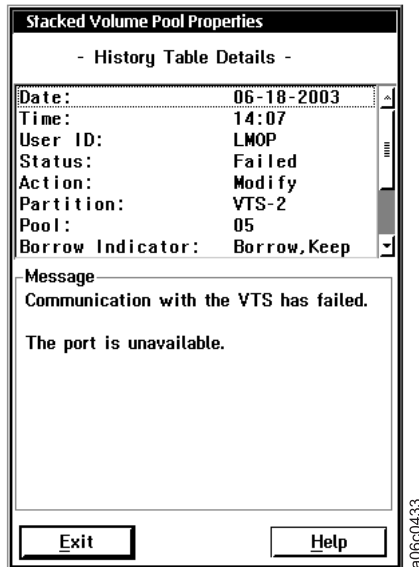 Stacked Volume Pool Properties
- History Table Details -
Date: 06-18-2003
Time: 14:07
User ID: LMOP
Status: Failed
Action: Modify
Partition: VTS-2
Pool: 05
Borrow Indicator: Borrow,Keep
Message
Communication with the VTS has failed.
The port is unavailable.
Exit
Help
a06c0433